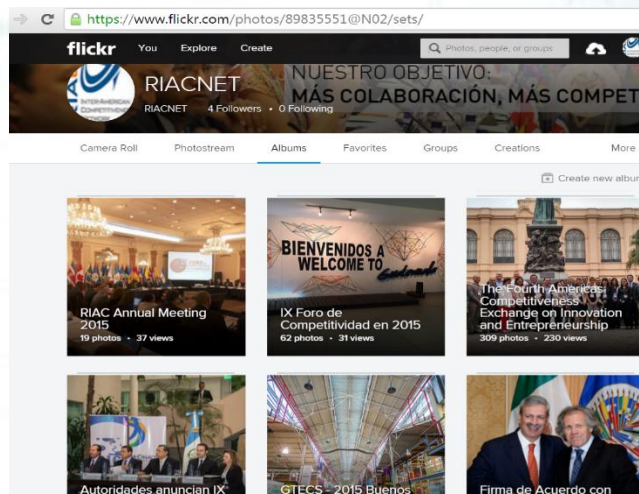 https://www.flickr.com/photos/89835551@N02/sets/
flickr You Explore Create Photos, people, or groups
NUESTRO OBJETIVO:
MÁS COLABORACIÓN, MÁS COMPET
INTER-AMERICAN
COMPETITIVENESS
RIACNET
RIACNET 4 Followers • 0 Following
Camera Roll Photostream Albums Favorites Groups Creations More
Create new albu
BIENVENIDOS A
WELCOME TO
RIAC Annual Meeting
2015
19 photos • 37 views
IX Foro de
Competitividad en 2015
62 photos • 31 views
The Fourth Americas
Competitiveness
Exchange on Innovation
and Entrepreneurship
309 photos • 230 views
Autoridades anuncian IX
GTECS - 2015 Buenos
Firma de Acuerdo con